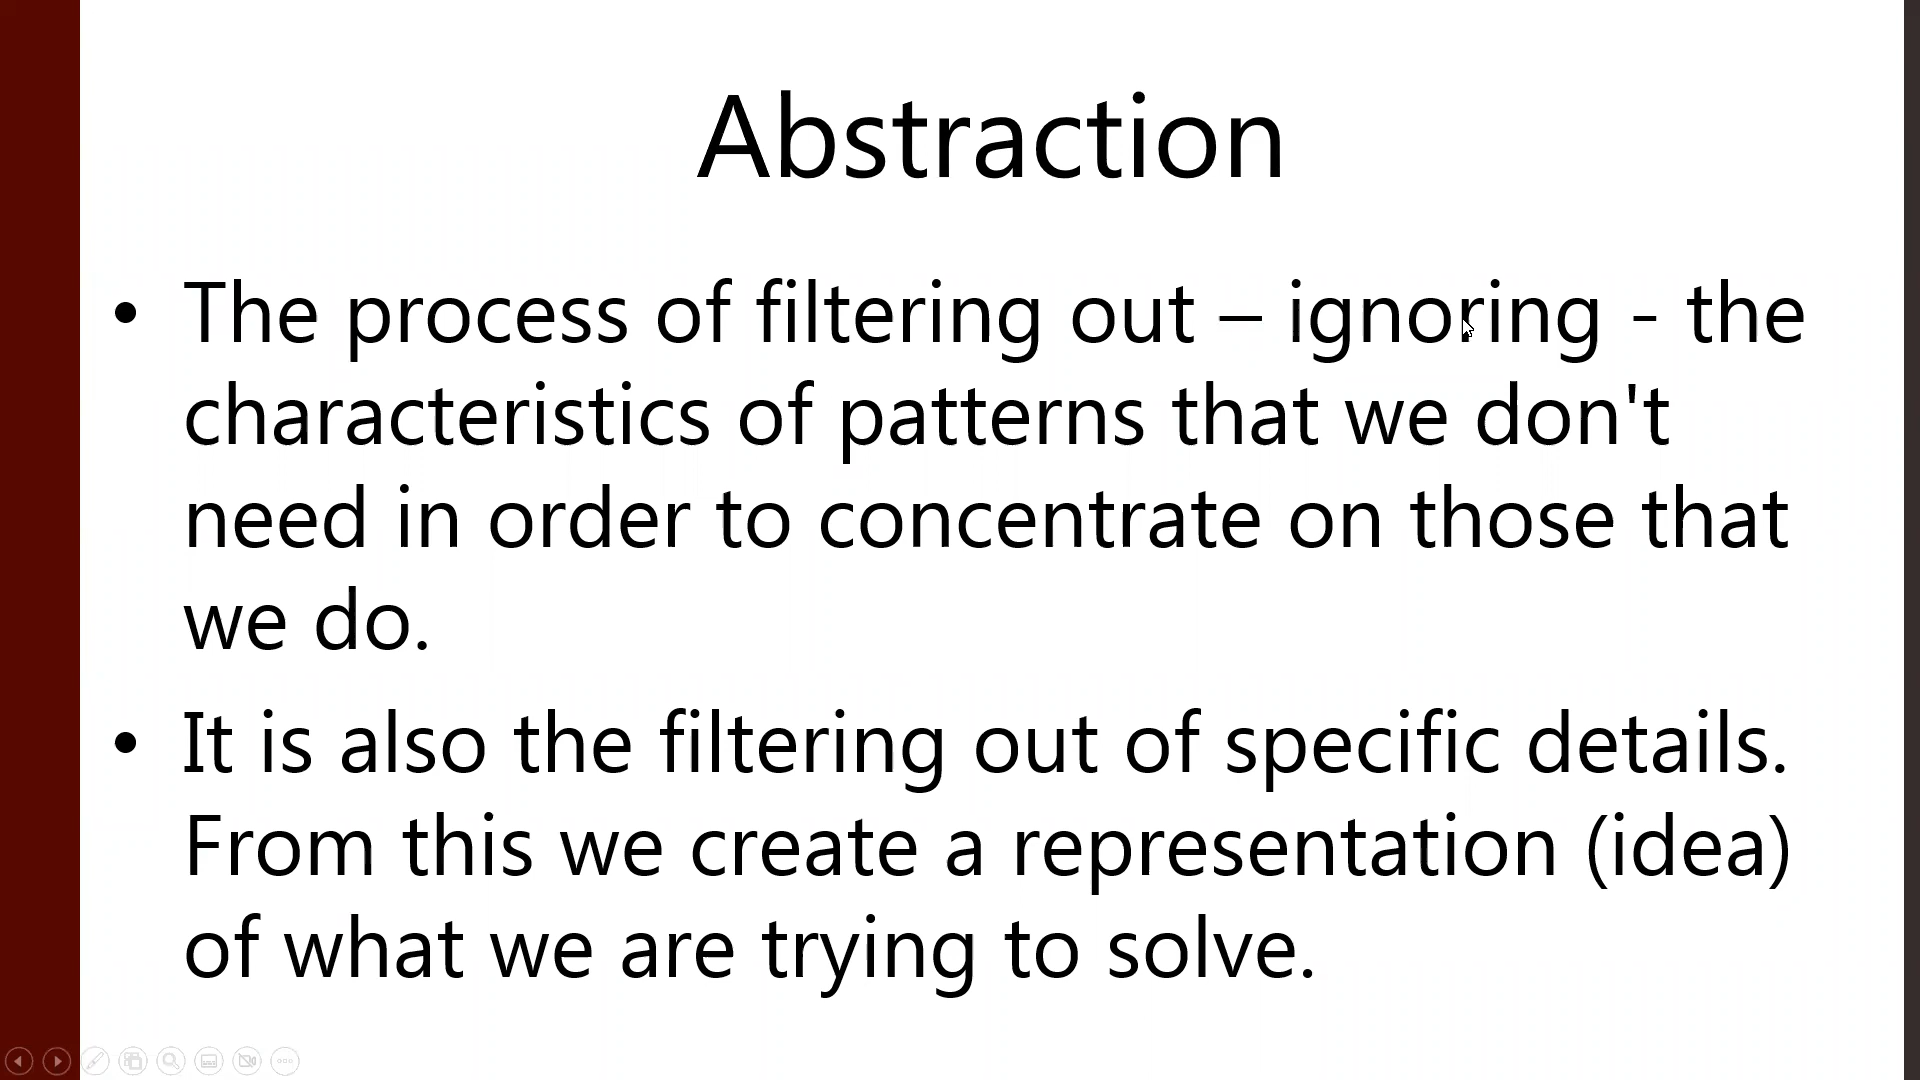 Abstraction
• The process of filtering out – ignoring - the
characteristics of patterns that we don't
need in order to concentrate on those that
we do.
• It is also the filtering out of specific details.
From this we create a representation (idea)
of what we are trying to solve.